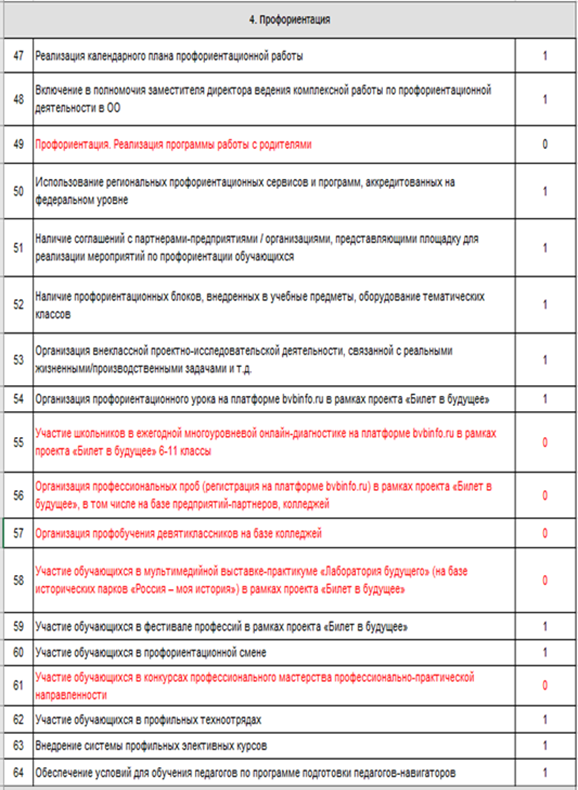 4. Профориентация
47 Реализация календарного плана профориентационной работы 1
48 Включение в полномочия заместителя директора ведения комплексной работы по профориентационной
деятельности в ОО 1
49 Профориентация. Реализация программы работы с родителями 0
50 Использование региональных профориентационных сервисов и программ, аккредитованных на
федеральном уровне 1
51 Наличие соглашений с партнерами-предприятиями / организациями, представляющими площадку для
реализации мероприятий по профориентации обучающихся 1
52 Наличие профориентационных блоков, внедренных в учебные предметы, оборудование тематических
классов 1
53 Организация внеклассной проектно-исследовательской деятельности, связанной с реальными
жизненными/производственными задачами и т.д. 1
54 Организация профориентационного урока на платформе bvbinfo.ru в рамках проекта «Билет в будущее» 1
55 Участие школьников в ежегодной многоуровневой онлайн-диагностике на платформе bvbinfo.ru в рамках
проекта «Билет в будущее» 6-11 классы 0
56 Организация профессиональных проб (регистрация на платформе bvbinfo.ru) в рамках проекта «Билет в
будущее», в том числе на базе предприятий-партнеров, колледжей 0
57 Организация профобучения девятиклассников на базе колледжей 0
58 Участие обучающихся в мультимедийной выставке-практикуме «Лаборатория будущего» (на базе
исторических парков «Россия – моя история») в рамках проекта «Билет в будущее» 0
59 Участие обучающихся в фестивале профессий в рамках проекта «Билет в будущее» 1
60 Участие обучающихся в профориентационной смене 1
61 Участие обучающихся в конкурсах профессионального мастерства профессионально-практической
направленности 0
62 Участие обучающихся в профильных техноотрядах 1
63 Внедрение системы профильных элективных курсов 1
64 Обеспечение условий для обучения педагогов по программе подготовки педагогов-навигаторов 1